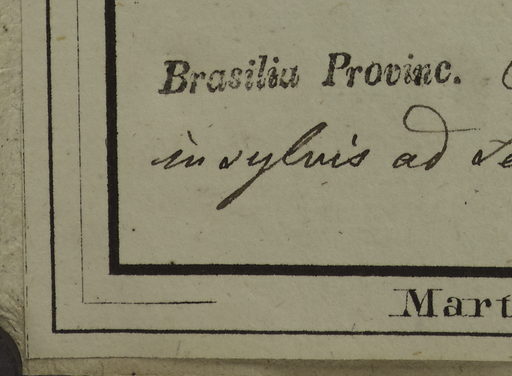 Brasilia Provinc.
in sylvis ad
Mart